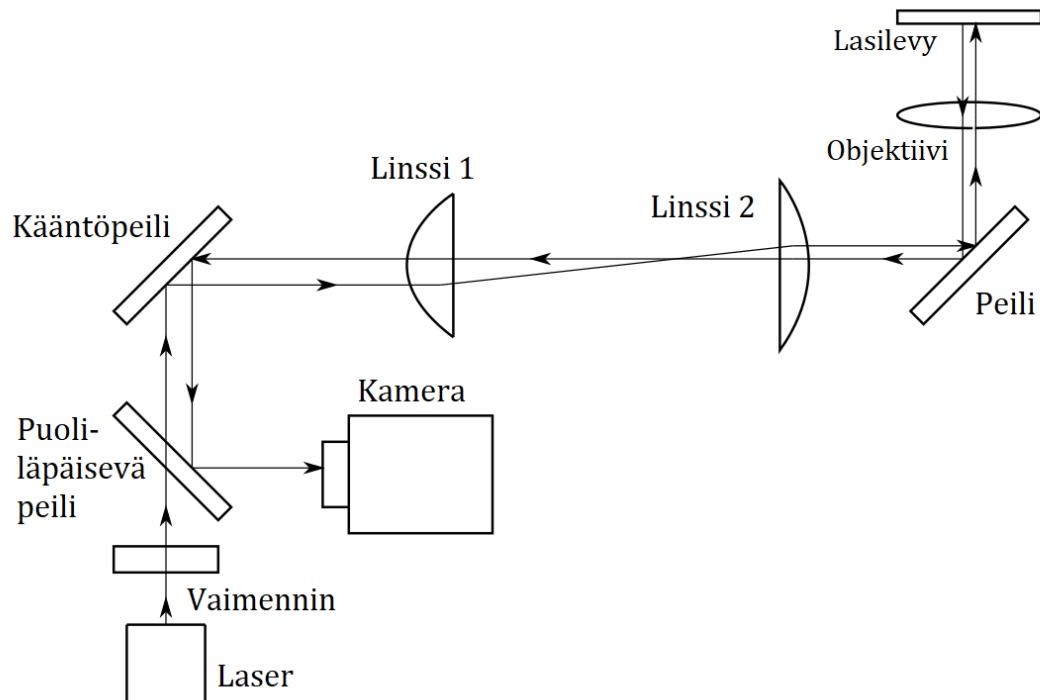 Lasilevy
Objektiivi
Linssi 1
Linssi 2
Kääntöpeili
Peili
Kamera
Puoli-
läpäisevä
peili
Vaimennin
Laser